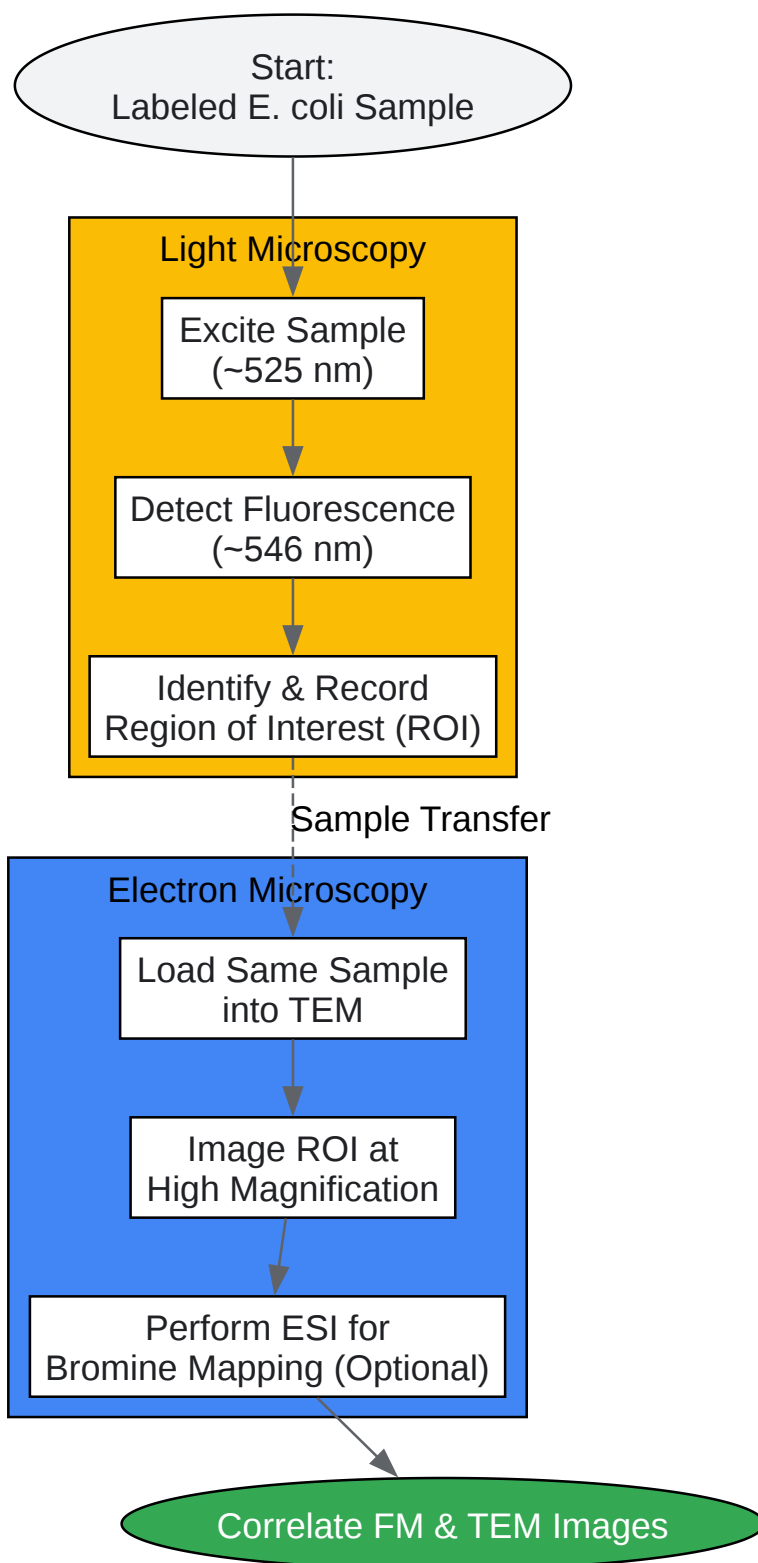 Start:
Labeled E. coli Sample
Light Microscopy
Excite Sample
(~525 nm)
Detect Fluorescence
(~546 nm)
Identify & Record
Region of Interest (ROI)
Sample Transfer
Electron Microscopy
Load Same Sample
into TEM
Image ROI at
High Magnification
Perform ESI for
Bromine Mapping (Optional)
Correlate FM & TEM Images